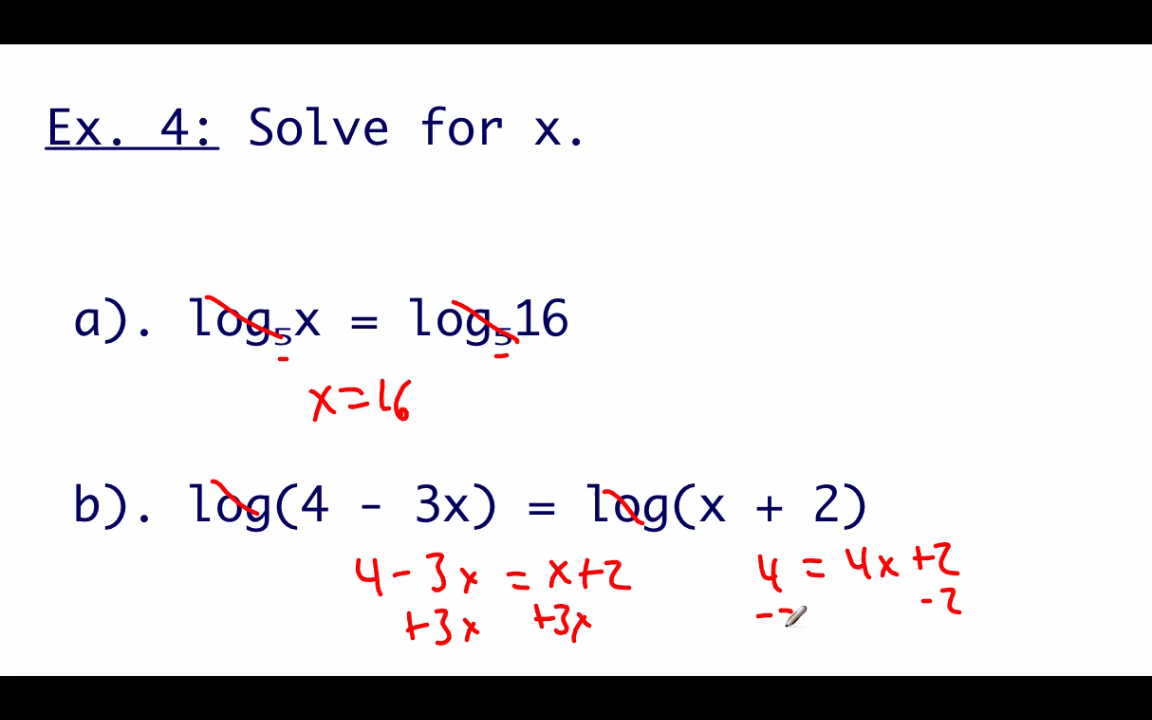 Ex. 4: Solve for x.
a). log₅x = log₅16
x=16
b). log(4 - 3x) = log(x + 2)
4-3x = x+2 4 = 4x +2
+3x +3x - -2